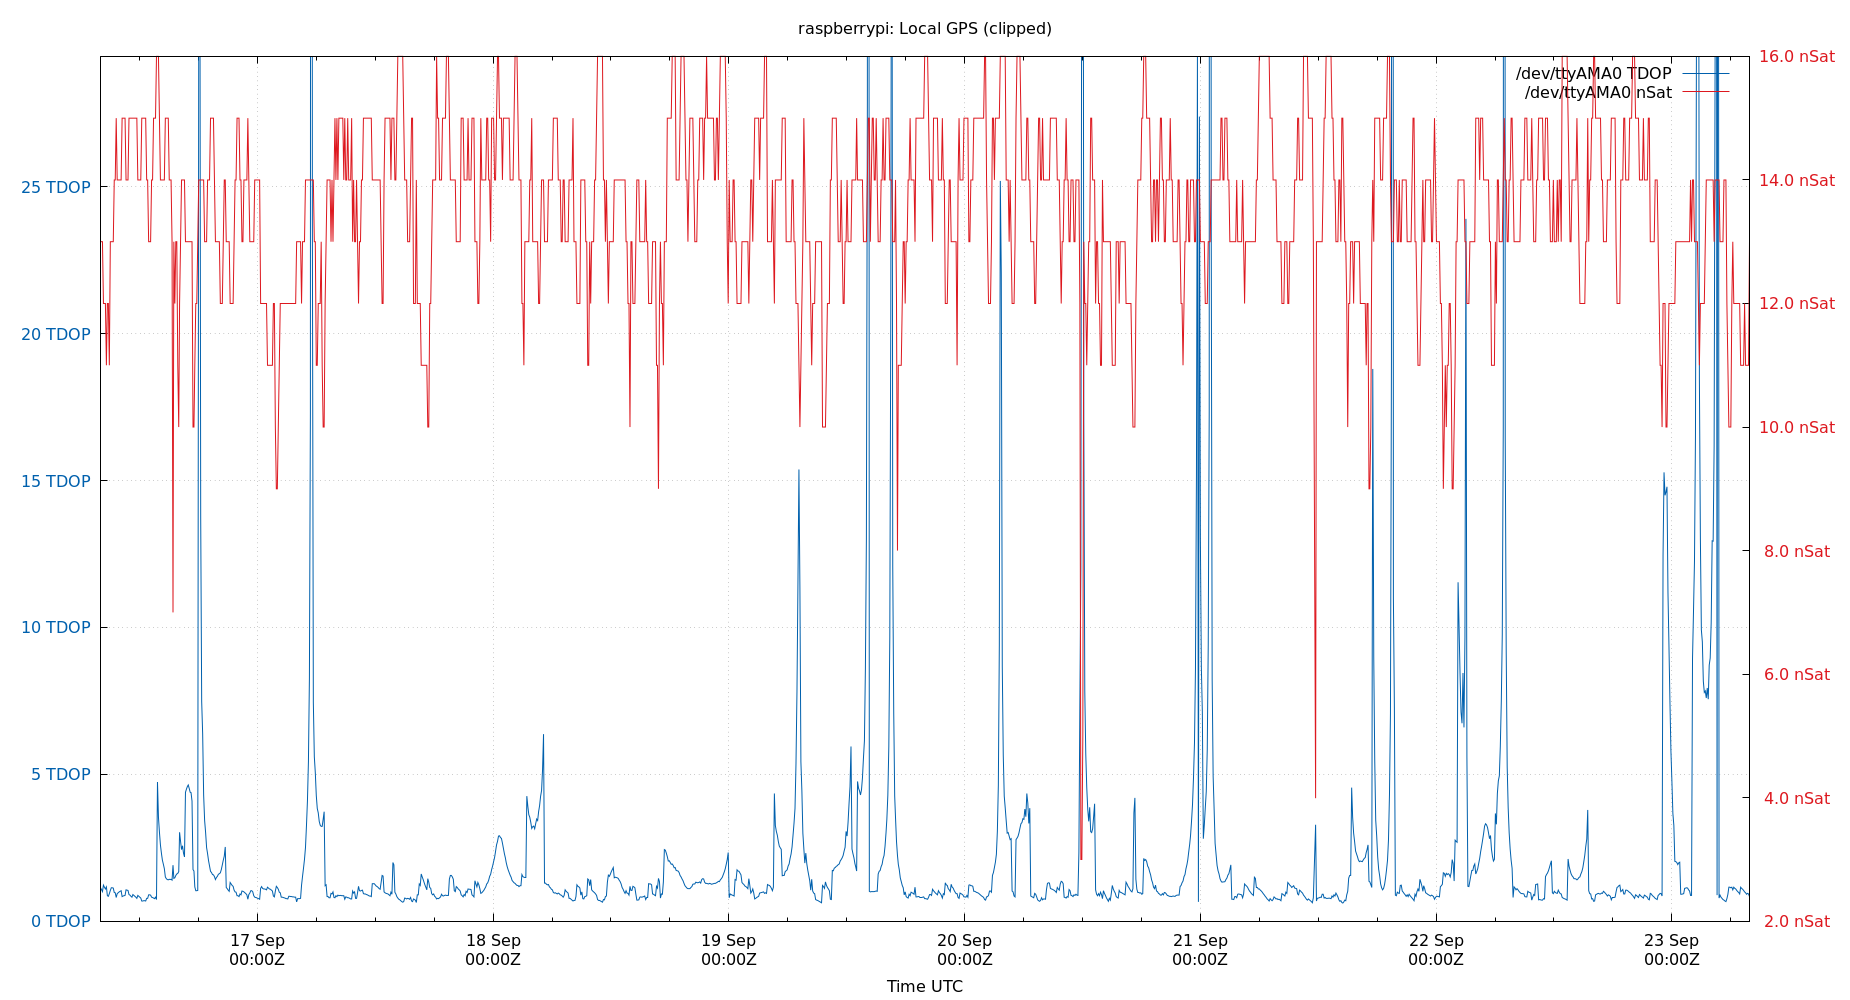 raspberrypi: Local GPS (clipped)
/dev/ttyAMA0 TDOP
/dev/ttyAMA0 nSat
25 TDOP
20 TDOP
15 TDOP
10 TDOP
5 TDOP
0 TDOP
16.0 nSat
14.0 nSat
12.0 nSat
10.0 nSat
8.0 nSat
6.0 nSat
4.0 nSat
2.0 nSat
17 Sep
00:00Z
18 Sep
00:00Z
19 Sep
00:00Z
20 Sep
00:00Z
21 Sep
00:00Z
22 Sep
00:00Z
23 Sep
00:00Z
Time UTC